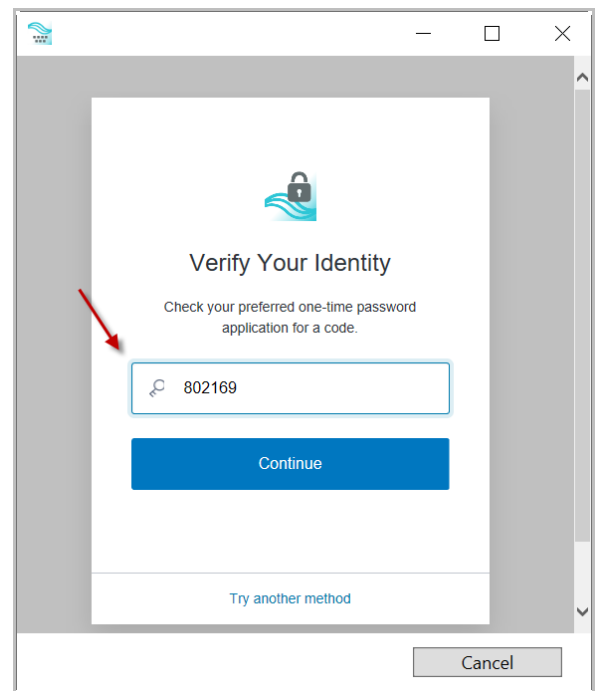 Verify Your Identity
Check your preferred one-time password
application for a code.
802169
Continue
Try another method
Cancel